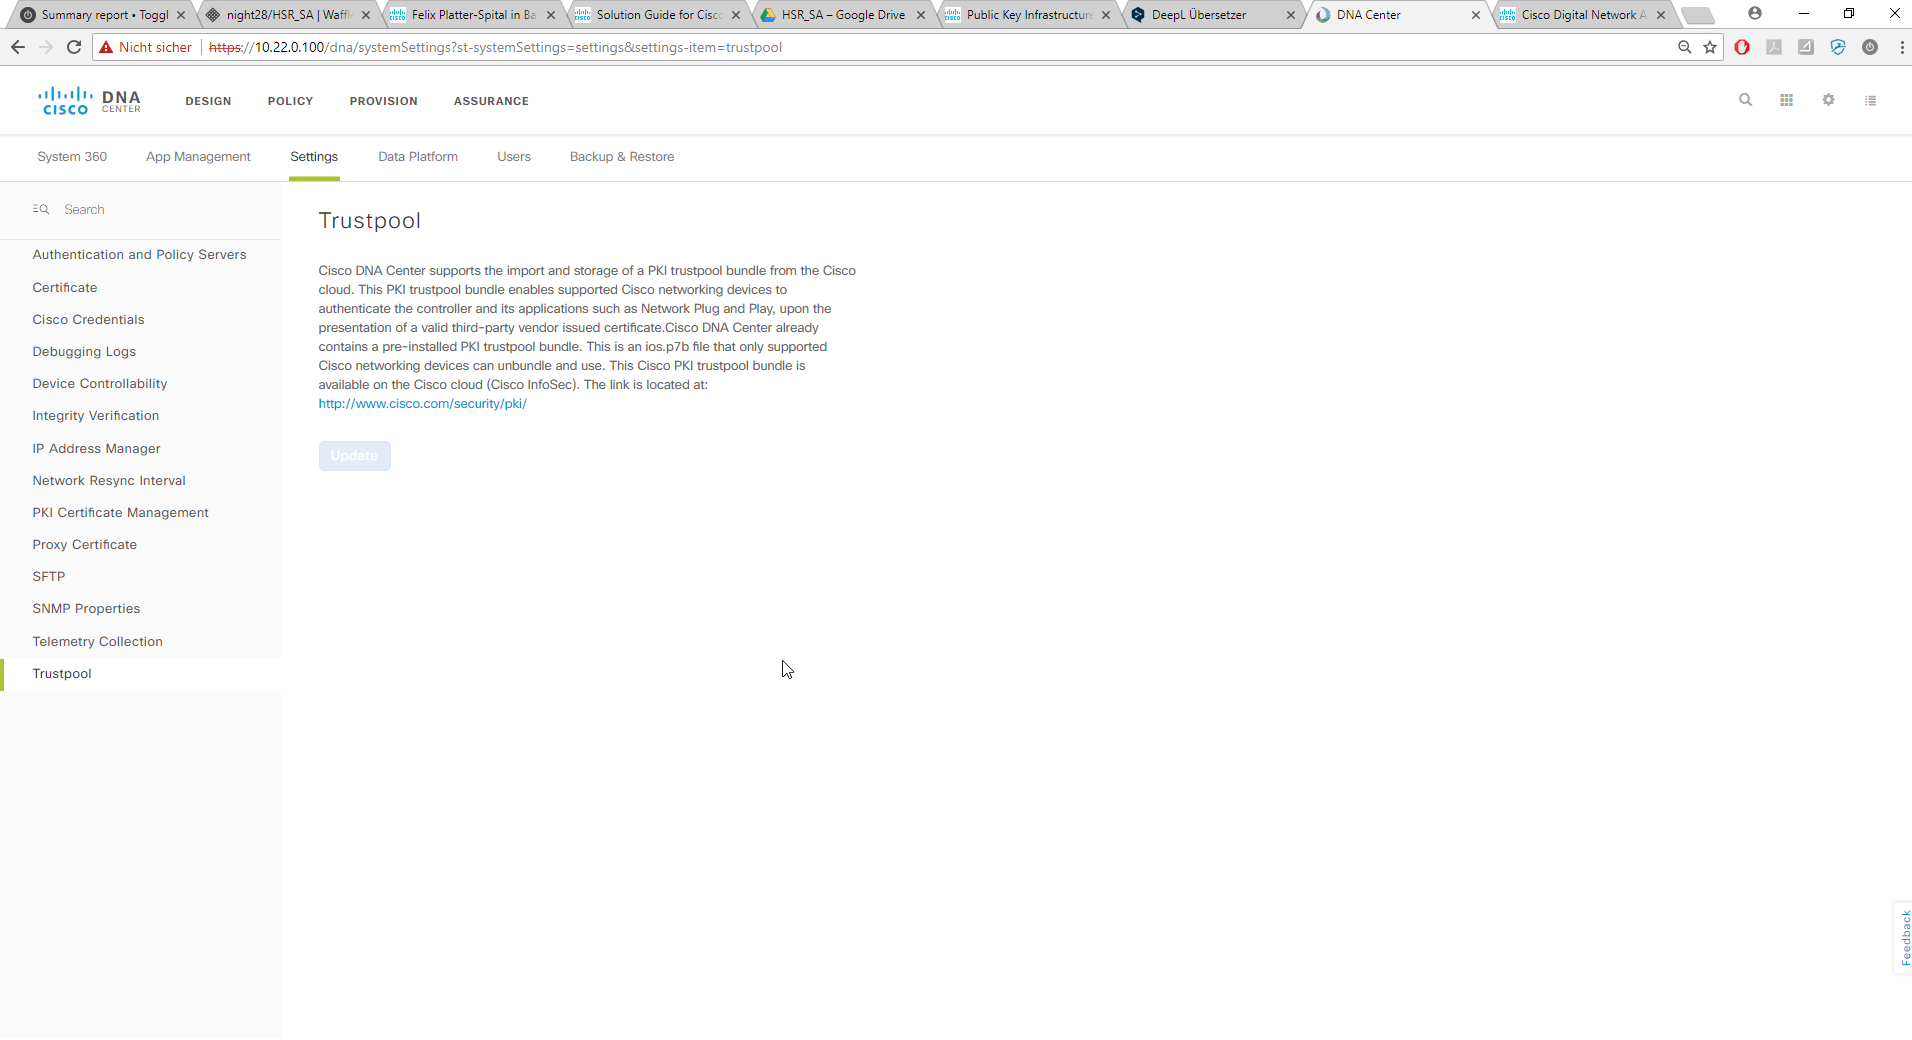 Summary report • Toggl
night28/HSR_SA | Waffl
Felix Platter-Spital in Ba
Solution Guide for Cisco
HSR_SA – Google Drive
Public Key Infrastructure
DeepL Übersetzer
DNA Center
Cisco Digital Network A
Nicht sicher
https://10.22.0.100/dna/systemSettings?st-systemSettings=settings&settings-item=trustpool
CISCO
DNA
CENTER
DESIGN
POLICY
PROVISION
ASSURANCE
System 360
App Management
Settings
Data Platform
Users
Backup & Restore
Search
Authentication and Policy Servers
Certificate
Cisco Credentials
Debugging Logs
Device Controllability
Integrity Verification
IP Address Manager
Network Resync Interval
PKI Certificate Management
Proxy Certificate
SFTP
SNMP Properties
Telemetry Collection
Trustpool
Trustpool
Cisco DNA Center supports the import and storage of a PKI trustpool bundle from the Cisco
cloud. This PKI trustpool bundle enables supported Cisco networking devices to
authenticate the controller and its applications such as Network Plug and Play, upon the
presentation of a valid third-party vendor issued certificate.Cisco DNA Center already
contains a pre-installed PKI trustpool bundle. This is an ios.p7b file that only supported
Cisco networking devices can unbundle and use. This Cisco PKI trustpool bundle is
available on the Cisco cloud (Cisco InfoSec). The link is located at:
http://www.cisco.com/security/pki/
Update
Feedback